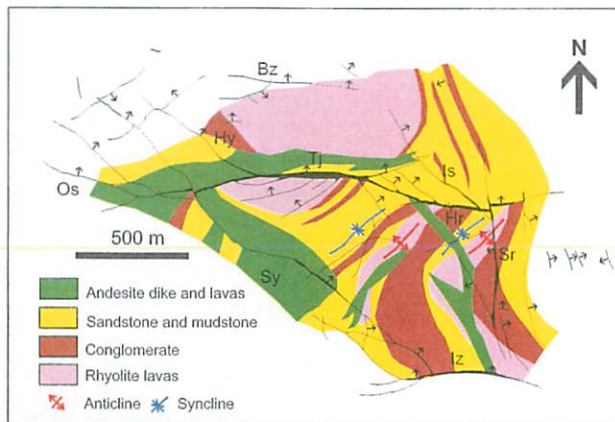 Bz
N
Hy
Tj
Is
Os
Hr
500 m
Sr
Sy
Andesite dike and lavas
Sandstone and mudstone
Conglomerate
Iz
Rhyolite lavas
Anticline
Syncline